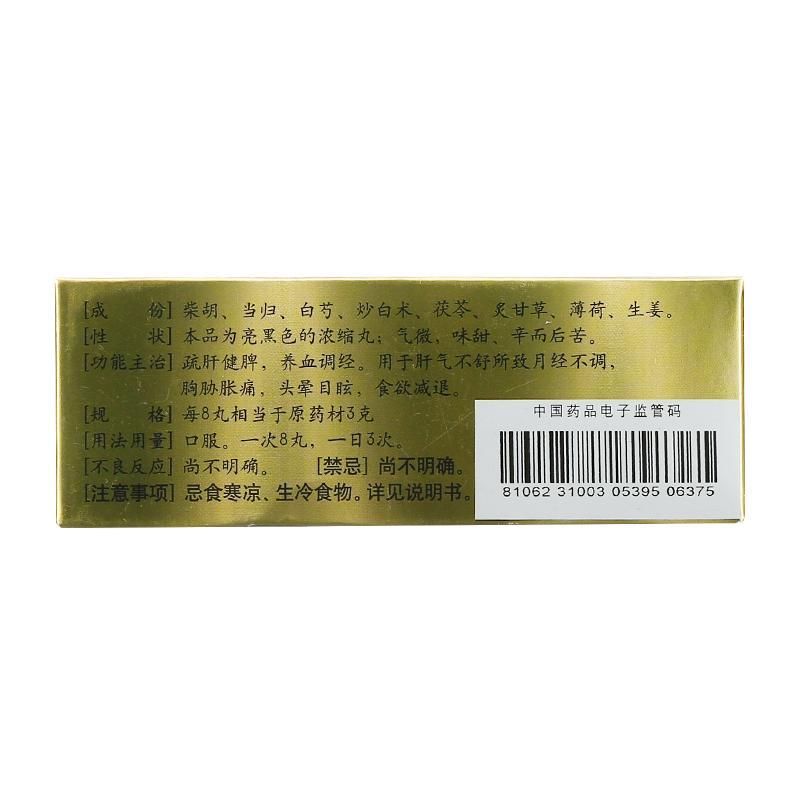 [成 份] 柴胡、当归、白芍、炒白术、茯苓、炙甘草、薄荷、生姜。
[性 状] 本品为亮黑色的浓缩丸；气微，味甜、辛而后苦。
[功能主治] 疏肝健脾，养血调经。用于肝气不舒所致月经不调，
胸胁胀痛，头晕目眩，食欲减退。
[规 格] 每8丸相当于原药材3克
[用法用量] 口服。一次8丸，一日3次。
[不良反应] 尚不明确。 [禁忌] 尚不明确。
[注意事项] 忌食寒凉、生冷食物。详见说明书。
中国药品电子监管码
81062 31003 05395 06375